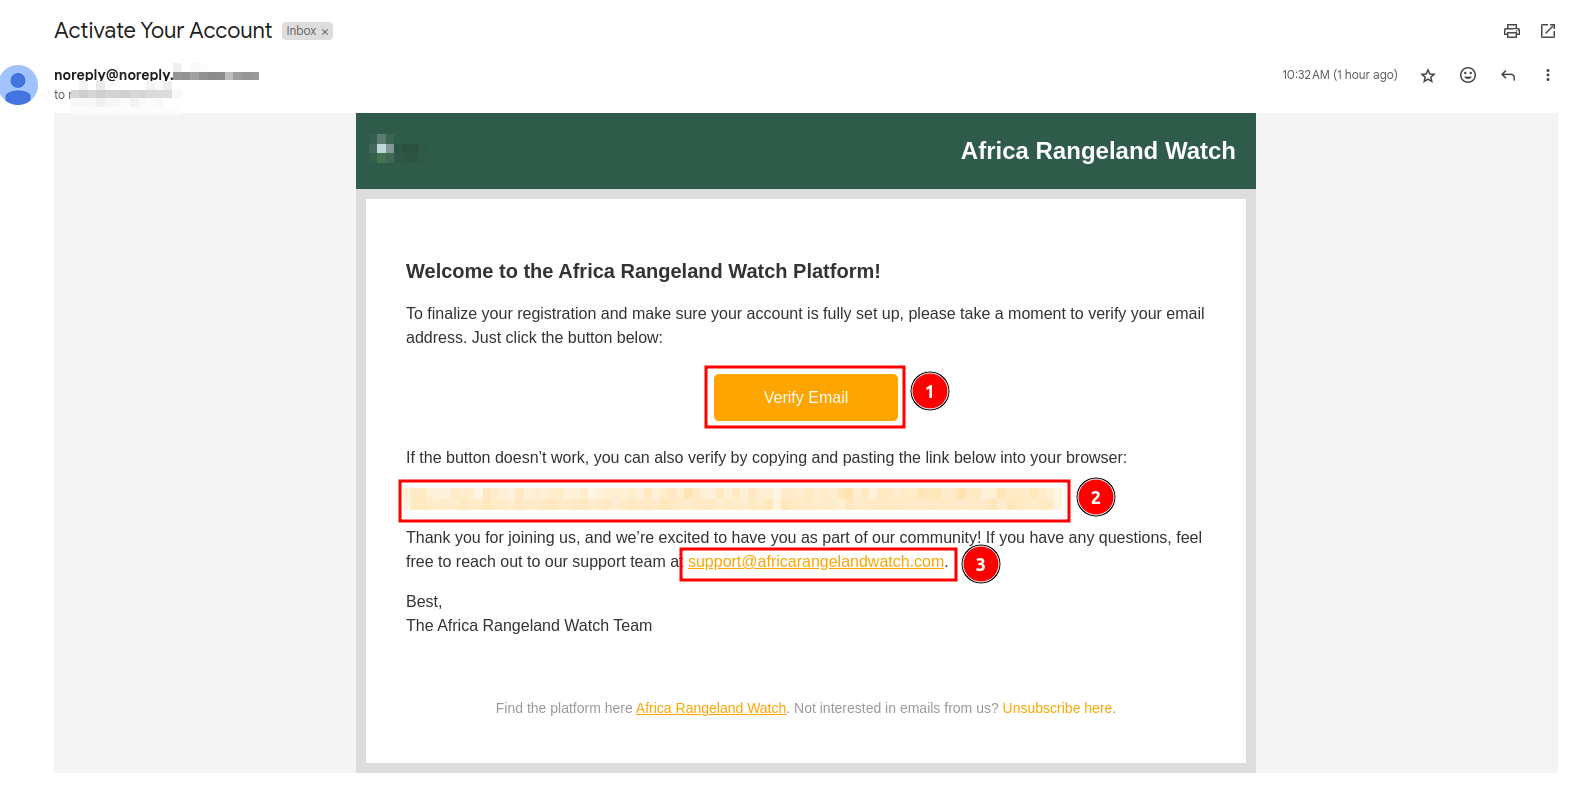 Activate Your Account Inbox ×
noreply@noreply. 10:32 AM (1 hour ago)
to
Africa Rangeland Watch
Welcome to the Africa Rangeland Watch Platform!
To finalize your registration and make sure your account is fully set up, please take a moment to verify your email
address. Just click the button below:
Verify Email 1
If the button doesn’t work, you can also verify by copying and pasting the link below into your browser:
2
Thank you for joining us, and we’re excited to have you as part of our community! If you have any questions, feel
free to reach out to our support team at support@africarangelandwatch.com. 3
Best,
The Africa Rangeland Watch Team
Find the platform here Africa Rangeland Watch. Not interested in emails from us? Unsubscribe here.